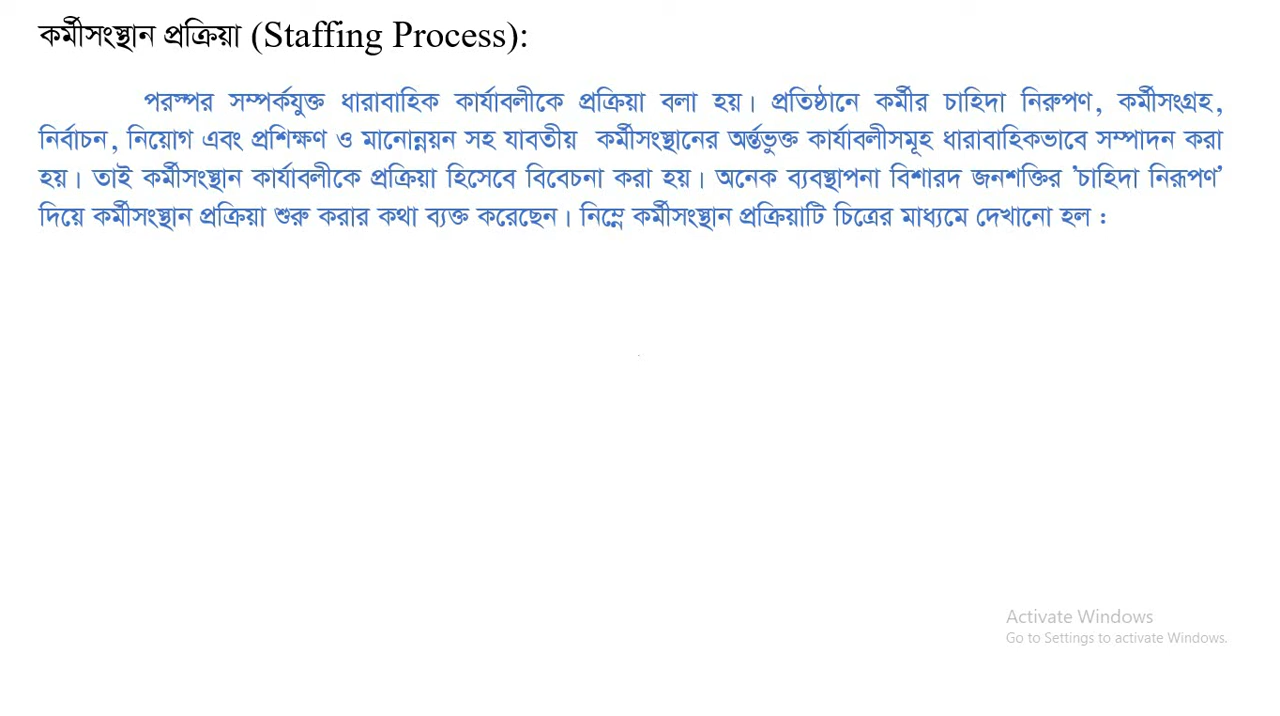 কর্মীসংস্থান প্রক্রিয়া (Staffing Process):
পরস্পর সম্পর্কযুক্ত ধারাবাহিক কার্যাবলীকে প্রক্রিয়া বলা হয়। প্রতিষ্ঠানে কর্মীর চাহিদা নিরুপণ, কর্মীসংগ্রহ,
নির্বাচন, নিয়োগ এবং প্রশিক্ষণ ও মানোন্নয়ন সহ যাবতীয় কর্মীসংস্থানের অর্ন্তভুক্ত কার্যাবলীসমূহ ধারাবাহিকভাবে সম্পাদন করা
হয়। তাই কর্মীসংস্থান কার্যাবলীকে প্রক্রিয়া হিসেবে বিবেচনা করা হয়। অনেক ব্যবস্থাপনা বিশারদ জনশক্তির 'চাহিদা নিরূপণ'
দিয়ে কর্মীসংস্থান প্রক্রিয়া শুরু করার কথা ব্যক্ত করেছেন। নিম্নে কর্মীসংস্থান প্রক্রিয়াটি চিত্রের মাধ্যমে দেখানো হল :
Activate Windows
Go to Settings to activate Windows.